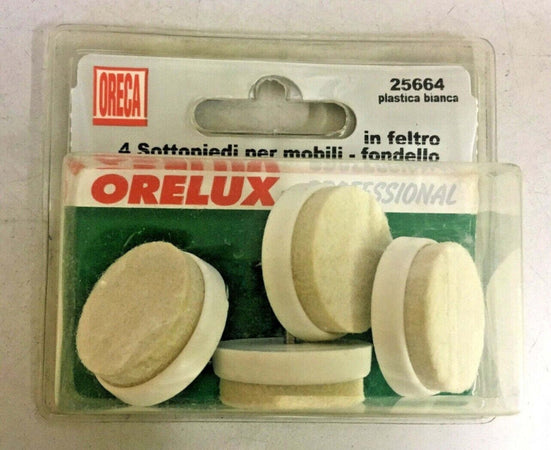 ORECA
25664
plastica bianca
in feltro
4 Sottopiedi per mobili - fondello
ORELUX
PROFESSIONAL